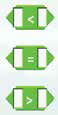 <
=
>